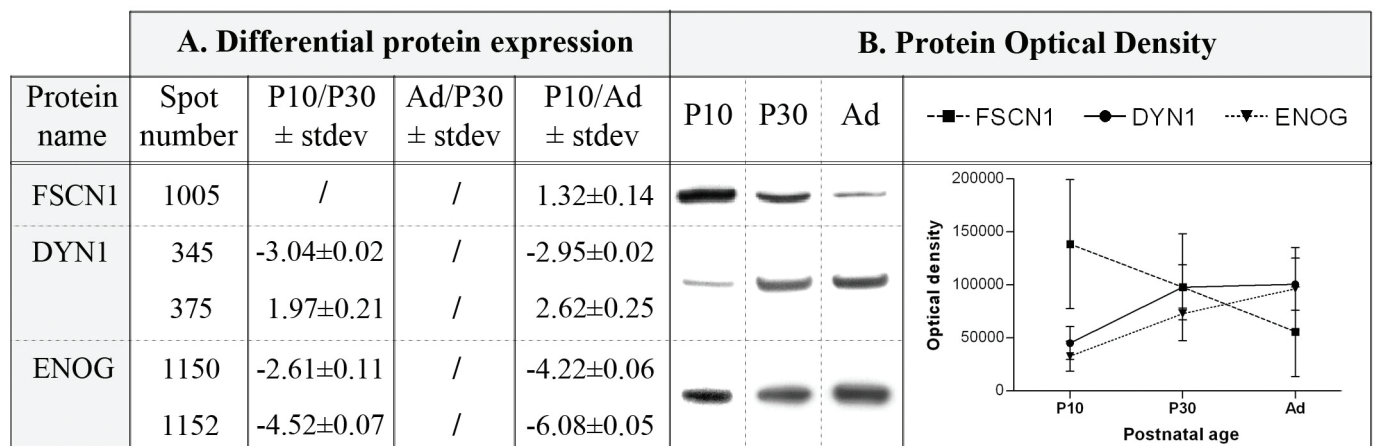 A. Differential protein expression B. Protein Optical Density
Protein name Spot number P10/P30 ± stdev Ad/P30 ± stdev P10/Ad ± stdev P10 P30 Ad FSCN1 DYN1 ENOG
FSCN1 1005 / / 1.32±0.14
DYN1 345 -3.04±0.02 / -2.95±0.02
375 1.97±0.21 / 2.62±0.25
ENOG 1150 -2.61±0.11 / -4.22±0.06
1152 -4.52±0.07 / -6.08±0.05
Optical density
200000
150000
100000
50000
0
P10 P30 Ad
Postnatal age